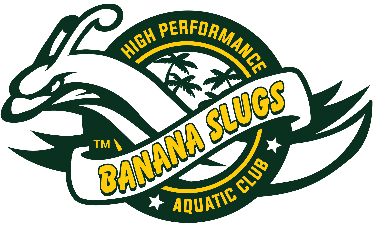 HIGH PERFORMANCE
TM
BANANA SLUGS
AQUATIC CLUB